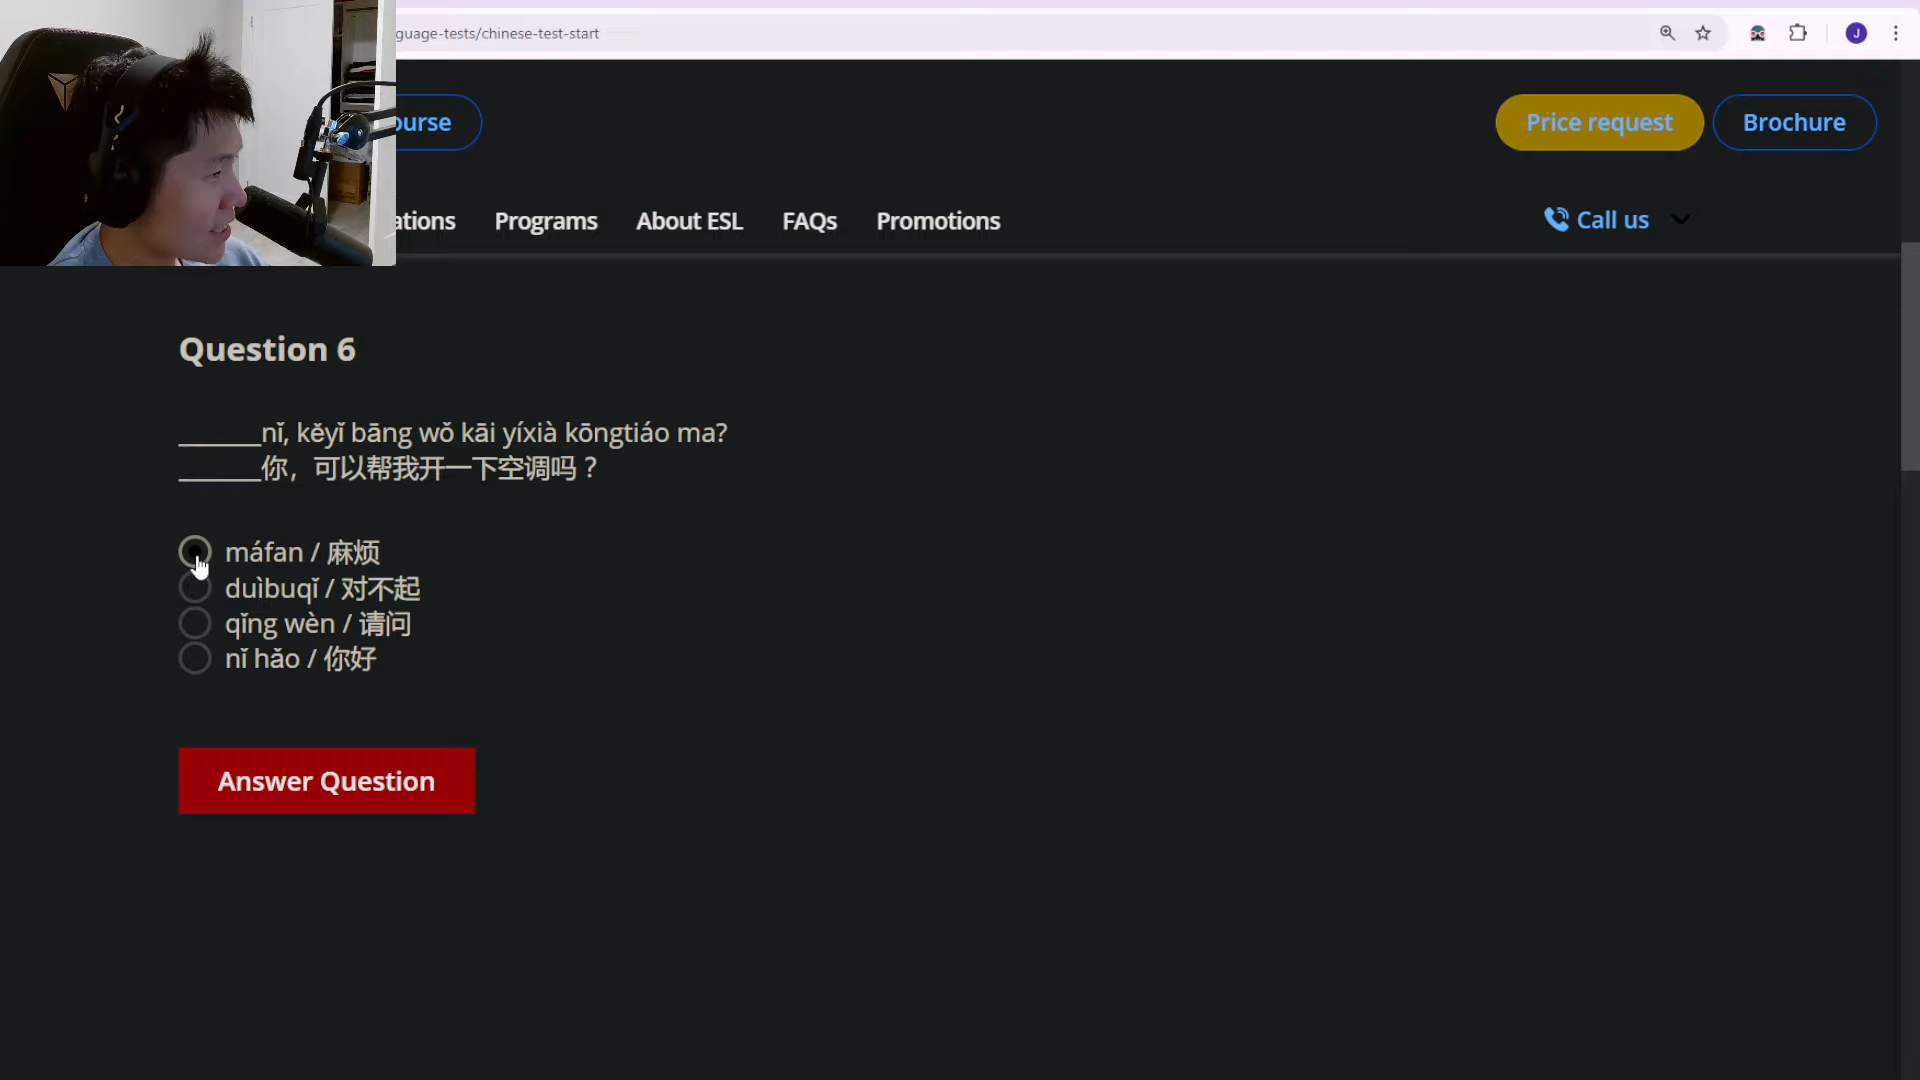 guage-tests/chinese-test-start
J
ourse
Price request
Brochure
ations
Programs
About ESL
FAQs
Promotions
Call us
Question 6
______nǐ, kěyǐ bāng wǒ kāi yíxià kōngtiáo ma?
______你，可以帮我开一下空调吗？
máfan / 麻烦
duìbuqǐ / 对不起
qǐng wèn / 请问
nǐ hǎo / 你好
Answer Question